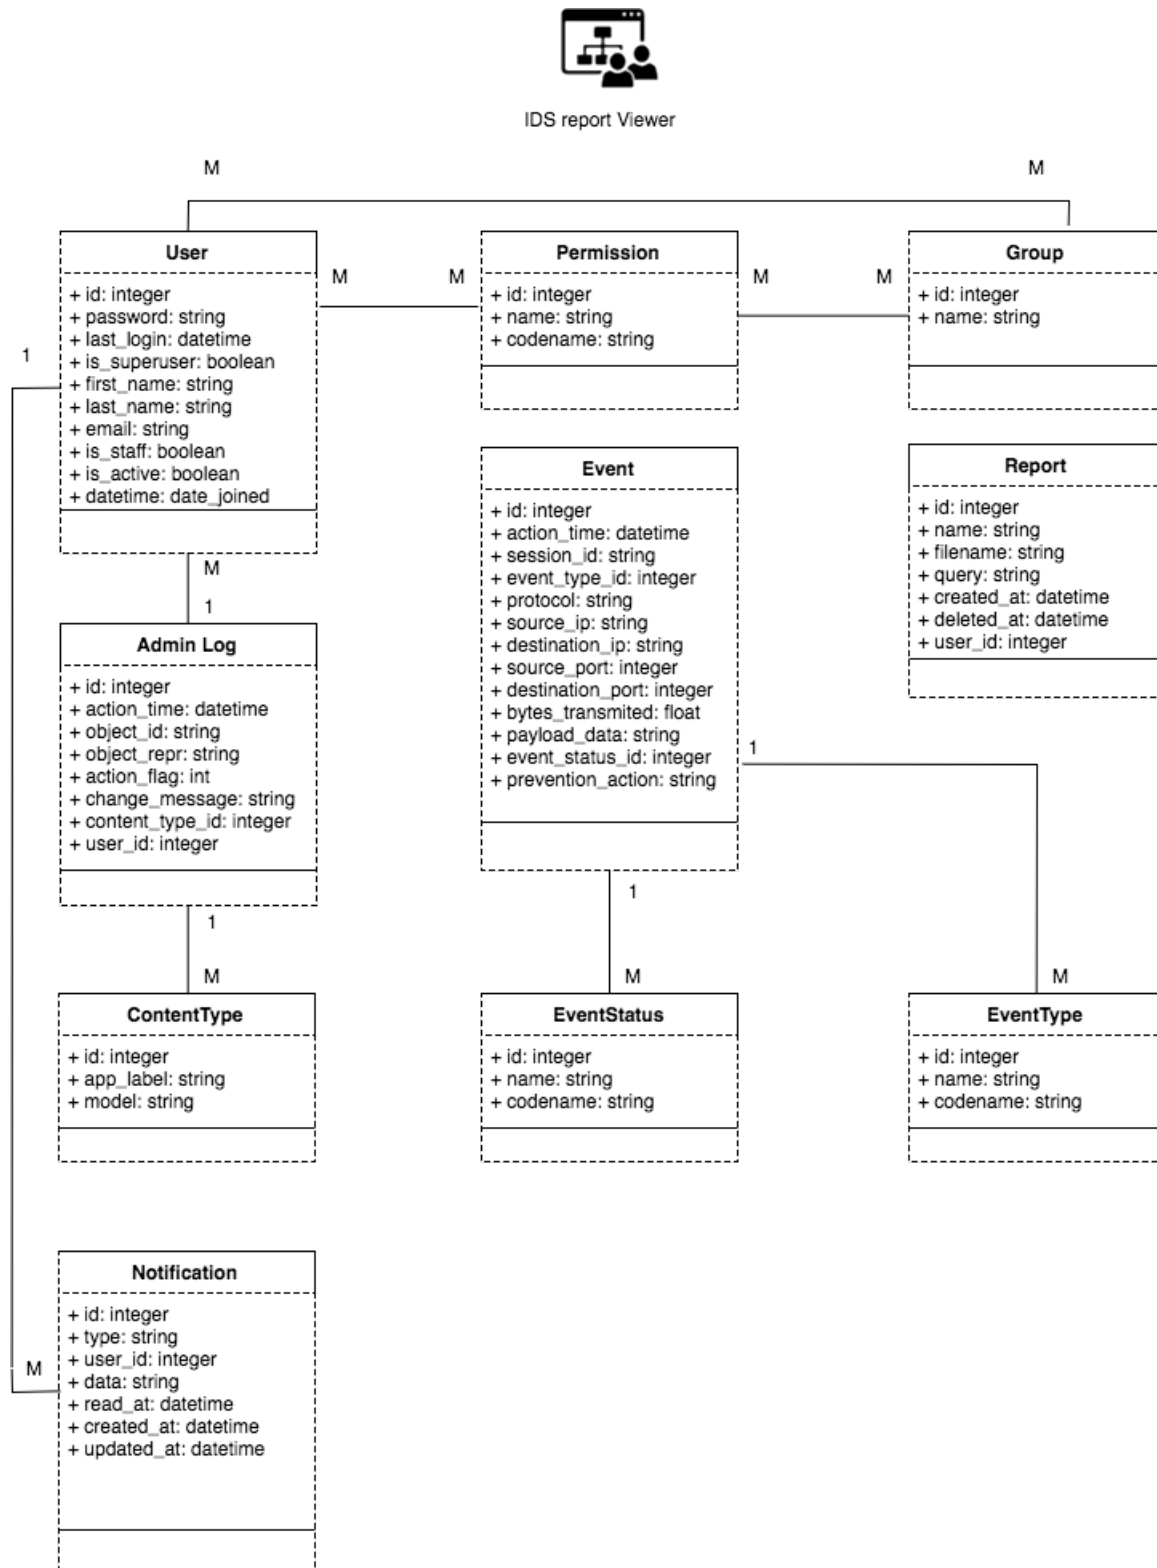 IDS report Viewer
M
M
User
+ id: integer
+ password: string
+ last_login: datetime
+ is_superuser: boolean
+ first_name: string
+ last_name: string
+ email: string
+ is_staff: boolean
+ is_active: boolean
+ datetime: date_joined
M
M
Permission
+ id: integer
+ name: string
+ codename: string
M
M
Group
+ id: integer
+ name: string
1
M
1
Admin Log
+ id: integer
+ action_time: datetime
+ object_id: string
+ object_repr: string
+ action_flag: int
+ change_message: string
+ content_type_id: integer
+ user_id: integer
Event
+ id: integer
+ action_time: datetime
+ session_id: string
+ event_type_id: integer
+ protocol: string
+ source_ip: string
+ destination_ip: string
+ source_port: integer
+ destination_port: integer
+ bytes_transmited: float
+ payload_data: string
+ event_status_id: integer
+ prevention_action: string
Report
+ id: integer
+ name: string
+ filename: string
+ query: string
+ created_at: datetime
+ deleted_at: datetime
+ user_id: integer
1
1
M
1
M
M
ContentType
+ id: integer
+ app_label: string
+ model: string
EventStatus
+ id: integer
+ name: string
+ codename: string
EventType
+ id: integer
+ name: string
+ codename: string
M
Notification
+ id: integer
+ type: string
+ user_id: integer
+ data: string
+ read_at: datetime
+ created_at: datetime
+ updated_at: datetime